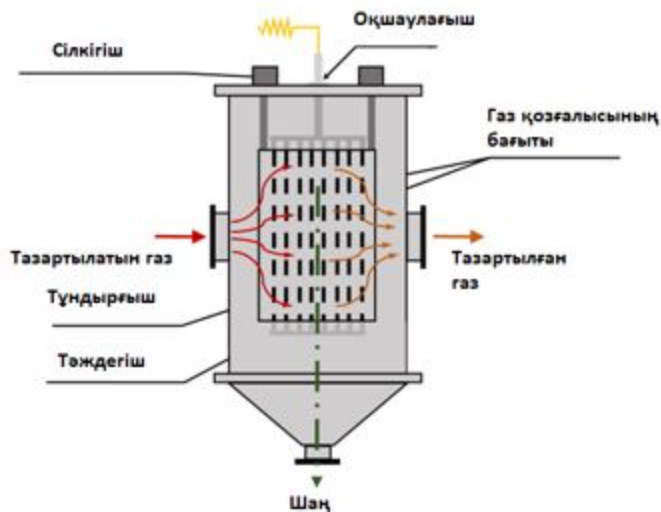 Оқшаулағыш
Сілкігіш
Газ қозғалысының
бағыты
Тазартылатын газ
Тазартылған
газ
Тұндырғыш
Тәждегіш
Шаң